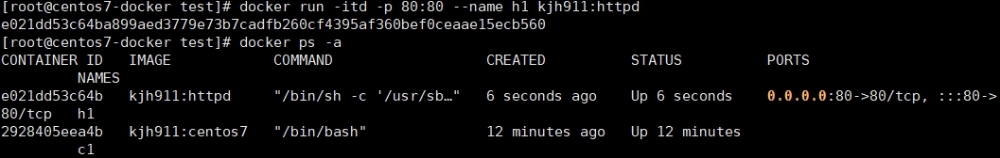 [root@centos7-docker test]# docker run -itd -p 80:80 --name h1 kjh911:httpd
e021dd53c64ba899aed3779e73b7cadfb260cf4395af360bef0ceaae15ecb560
[root@centos7-docker test]# docker ps -a
CONTAINER ID   IMAGE            COMMAND                  CREATED          STATUS          PORTS
          NAMES
e021dd53c64b   kjh911:httpd     "/bin/sh -c '/usr/sb…"   6 seconds ago    Up 6 seconds    0.0.0.0:80->80/tcp, :::80->
80/tcp   h1
2928405eea4b   kjh911:centos7   "/bin/bash"              12 minutes ago   Up 12 minutes
          c1